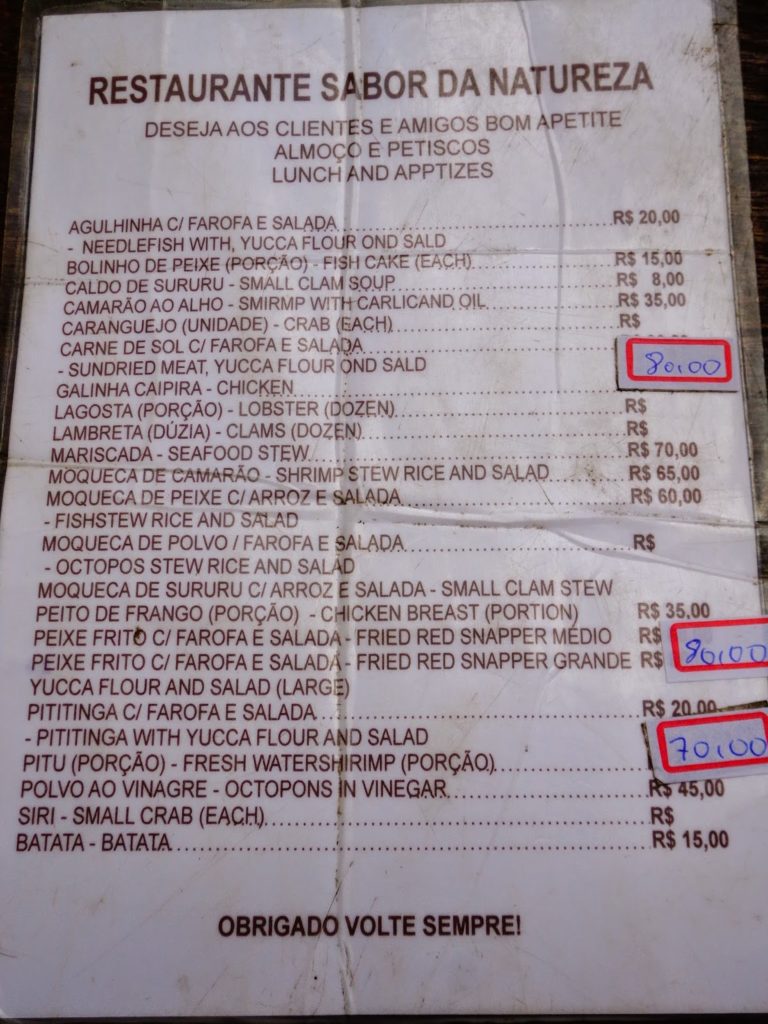 RESTAURANTE SABOR DA NATUREZA
DESEJA AOS CLIENTES E AMIGOS BOM APETITE
ALMOÇO E PETISCOS
LUNCH AND APPTIZES
AGULHINHA C/ FAROFA E SALADA R$ 20,00
- NEEDLEFISH WITH, YUCCA FLOUR OND SALD
BOLINHO DE PEIXE (PORÇÃO) - FISH CAKE (EACH) R$ 15,00
CALDO DE SURURU - SMALL CLAM SOUP R$ 8,00
CAMARÃO AO ALHO - SMIRMP WITH CARLICAND OIL R$ 35,00
CARANGUEJO (UNIDADE) - CRAB (EACH) R$
CARNE DE SOL C/ FAROFA E SALADA
- SUNDRIED MEAT, YUCCA FLOUR OND SALD 80,00
GALINHA CAIPIRA - CHICKEN
LAGOSTA (PORÇÃO) - LOBSTER (DOZEN) R$
LAMBRETA (DÚZIA) - CLAMS (DOZEN) R$
MARISCADA - SEAFOOD STEW R$ 70,00
MOQUECA DE CAMARÃO - SHRIMP STEW RICE AND SALAD R$ 65,00
MOQUECA DE PEIXE C/ ARROZ E SALADA R$ 60,00
- FISHSTEW RICE AND SALAD
MOQUECA DE POLVO / FAROFA E SALADA R$
- OCTOPOS STEW RICE AND SALAD
MOQUECA DE SURURU C/ ARROZ E SALADA - SMALL CLAM STEW
PEITO DE FRANGO (PORÇÃO) - CHICKEN BREAST (PORTION) R$ 35,00
PEIXE FRITO C/ FAROFA E SALADA - FRIED RED SNAPPER MÉDIO R$
PEIXE FRITO C/ FAROFA E SALADA - FRIED RED SNAPPER GRANDE R$ 80,00
YUCCA FLOUR AND SALAD (LARGE)
PITITINGA C/ FAROFA E SALADA R$ 20,00
- PITITINGA WITH YUCCA FLOUR AND SALAD
PITU (PORÇÃO) - FRESH WATERSHIRIMP (PORÇÃO) 70,00
POLVO AO VINAGRE - OCTOPONS IN VINEGAR R$ 45,00
SIRI - SMALL CRAB (EACH) R$
BATATA - BATATA R$ 15,00
OBRIGADO VOLTE SEMPRE!